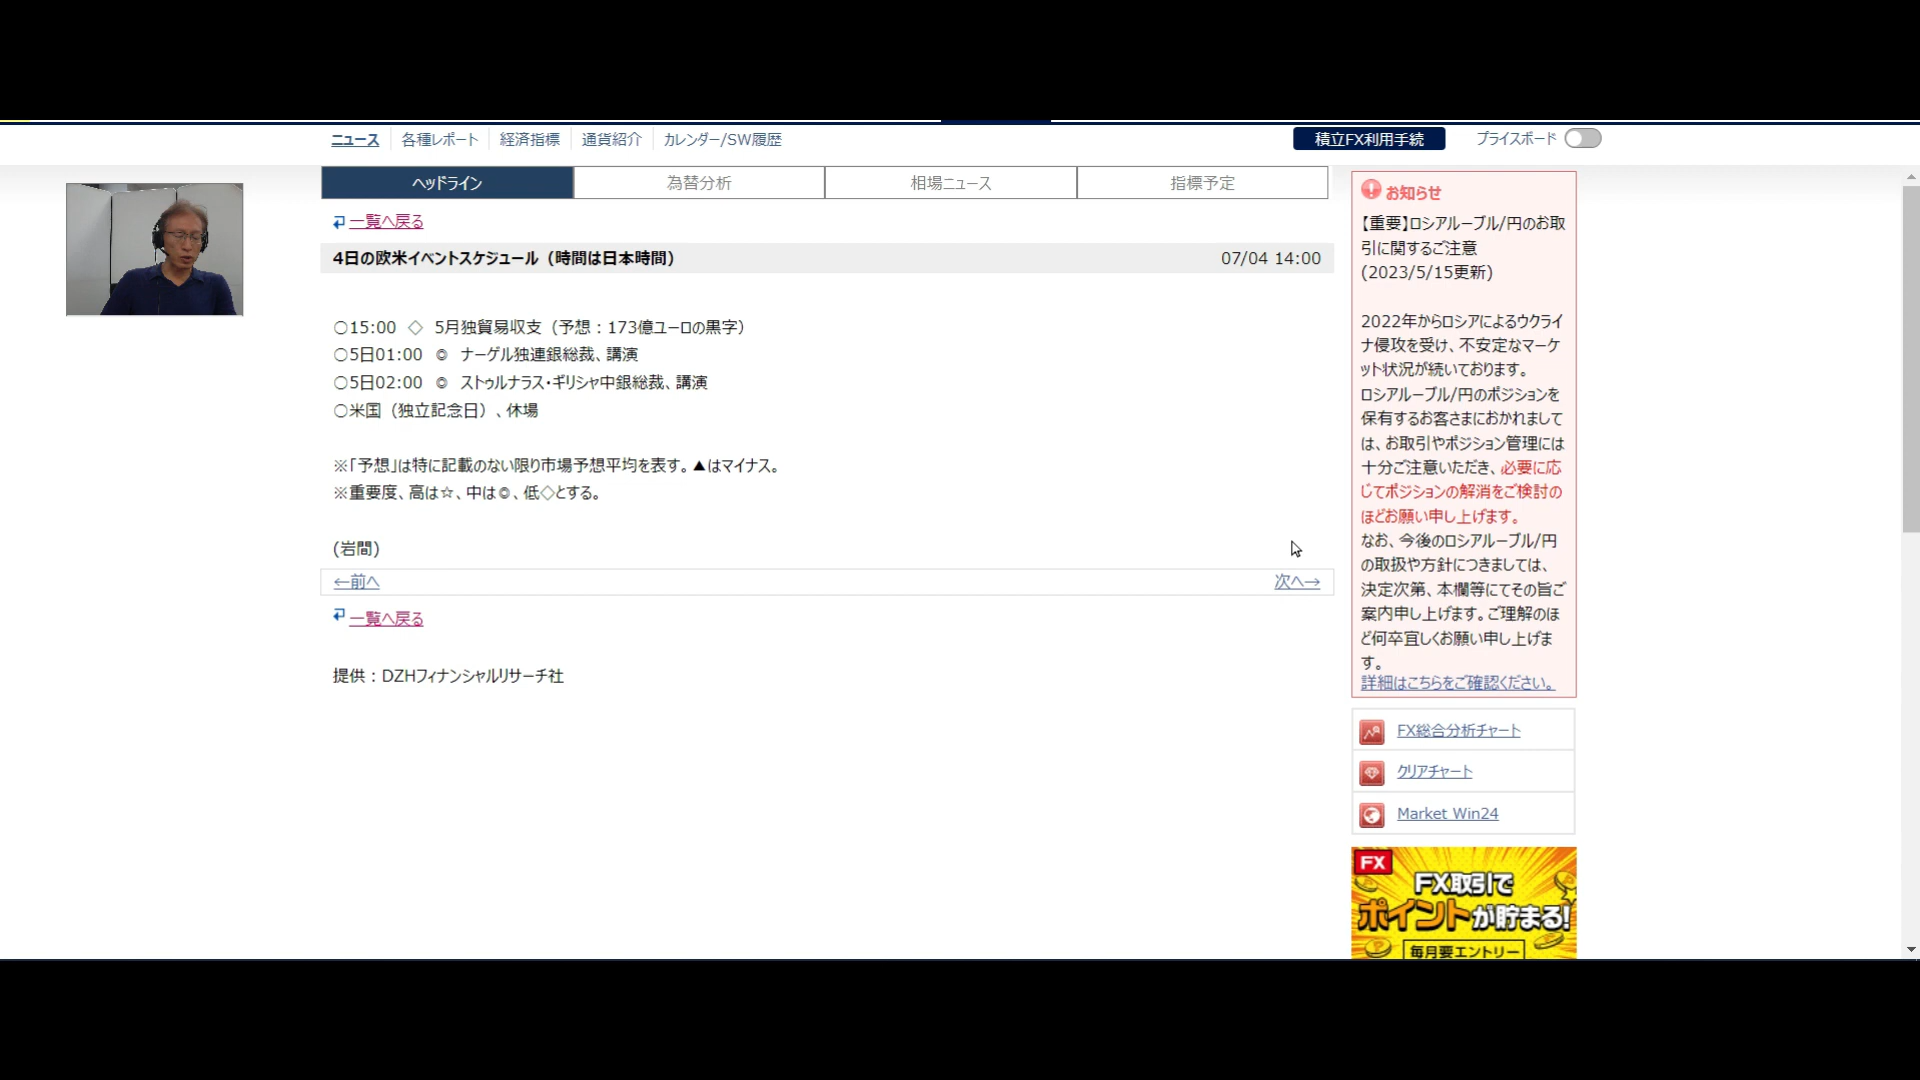 ニュース 各種レポート 経済指標 通貨紹介 カレンダー/SW履歴 積立FX利用手続 プライスボード
ヘッドライン 為替分析 相場ニュース 指標予定
一覧へ戻る
4日の欧米イベントスケジュール（時間は日本時間） 07/04 14:00
○15:00 ◇ 5月独貿易収支（予想：173億ユーロの黒字）
○5日01:00 ◎ ナーゲル独連銀総裁、講演
○5日02:00 ◎ ストゥルナラス・ギリシャ中銀総裁、講演
○米国（独立記念日）、休場
※「予想」は特に記載のない限り市場予想平均を表す。▲はマイナス。
※重要度、高は☆、中は◎、低◇とする。
(岩間)
←前へ 次へ→
一覧へ戻る
提供：DZHフィナンシャルリサーチ社
お知らせ
【重要】ロシアルーブル/円のお取
引に関するご注意
(2023/5/15更新)
2022年からロシアによるウクライ
ナ侵攻を受け、不安定なマーケ
ット状況が続いております。
ロシアルーブル/円のポジションを
保有するお客さまにおかれまして
は、お取引やポジション管理には
十分ご注意いただき、必要に応
じてポジションの解消をご検討の
ほどお願い申し上げます。
なお、今後のロシアルーブル/円
の取扱や方針につきましては、
決定次第、本欄等にてその旨ご
案内申し上げます。ご理解のほ
ど何卒宜しくお願い申し上げま
す。
詳細はこちらをご確認ください。
FX総合分析チャート
クリアチャート
Market Win24
FX
FX取引で
ポイントが貯まる!
毎月要エントリー